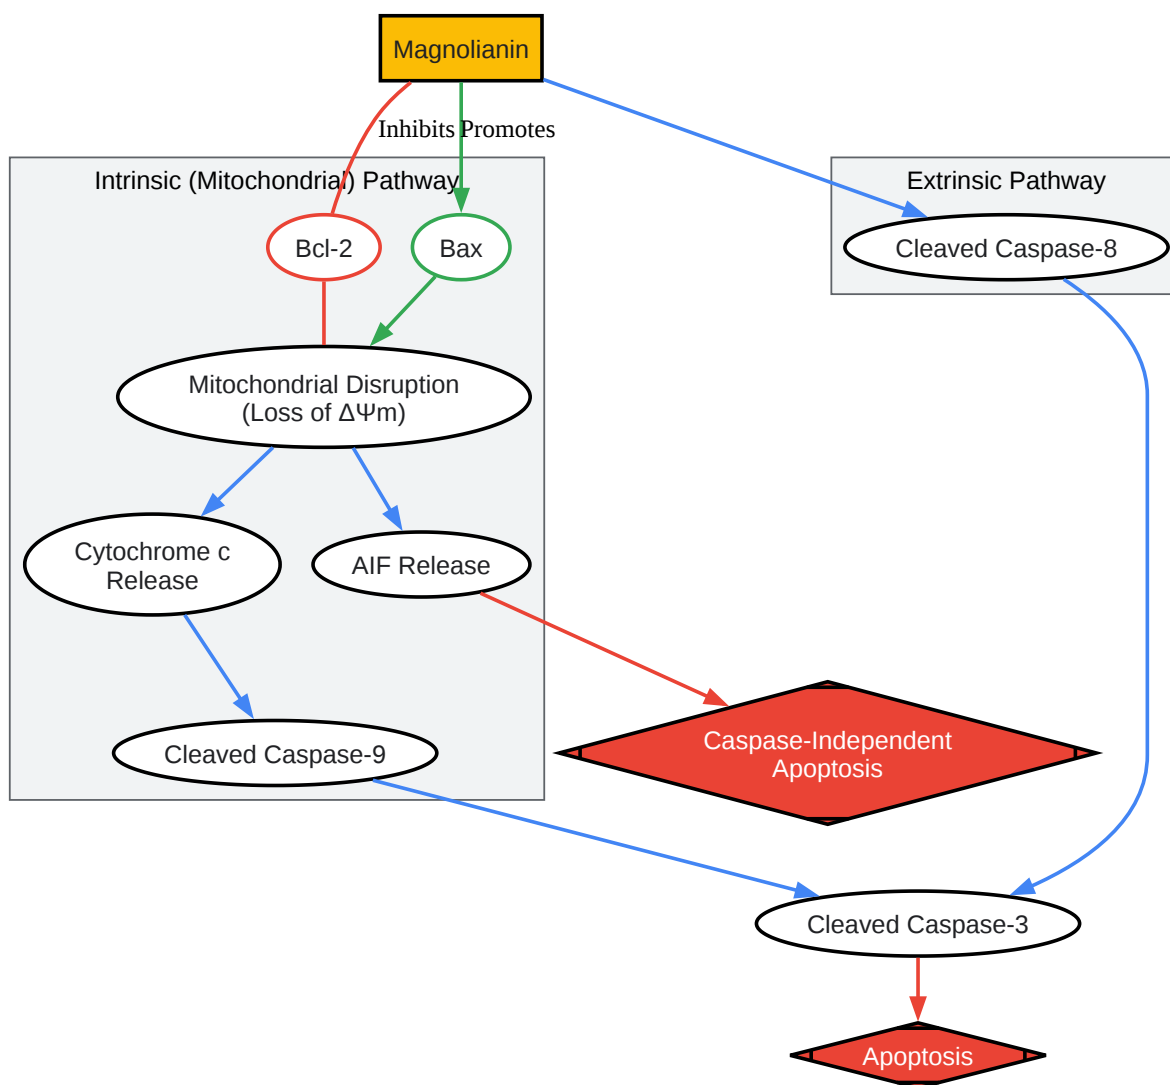 Magnolianin
Inhibits
Promotes
Intrinsic (Mitochondrial) Pathway
Extrinsic Pathway
Bcl-2
Bax
Cleaved Caspase-8
Mitochondrial Disruption
(Loss of ΔΨm)
Cytochrome c
Release
AIF Release
Caspase-Independent
Apoptosis
Cleaved Caspase-9
Cleaved Caspase-3
Apoptosis